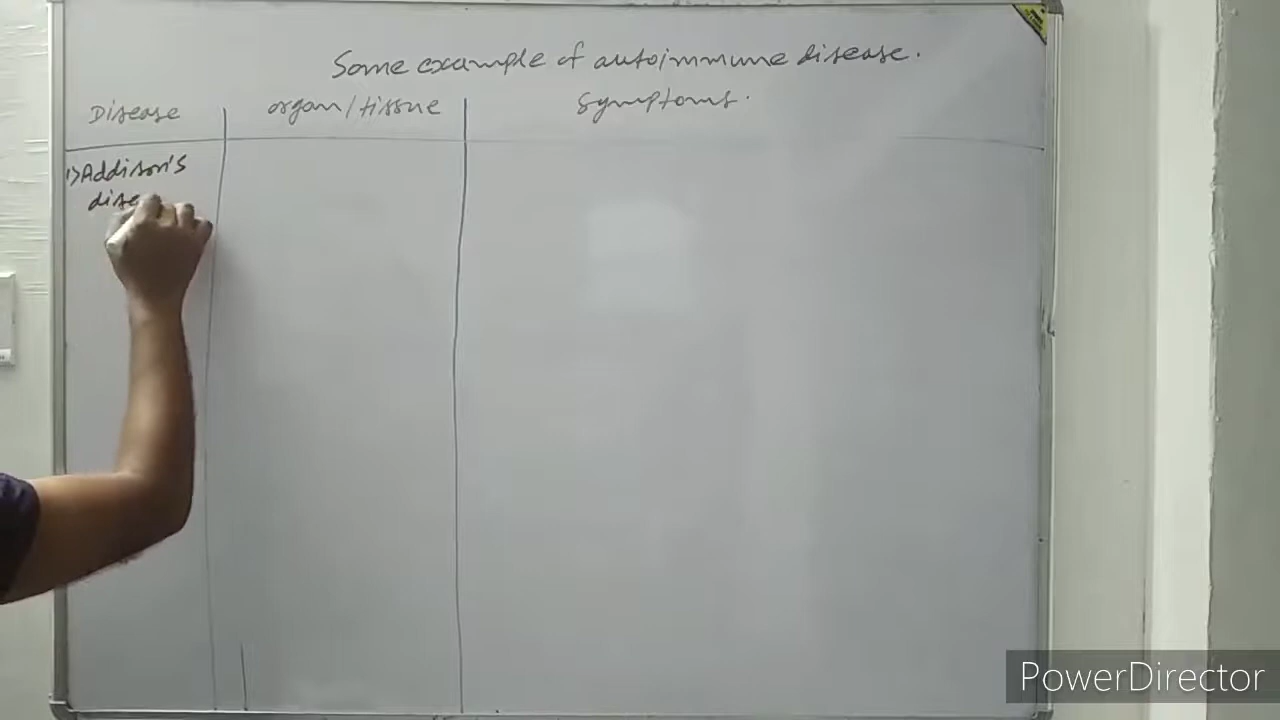 Some example of autoimmune disease.
Disease organ/tissue symptoms.
1) Addison's
dise
PowerDirector